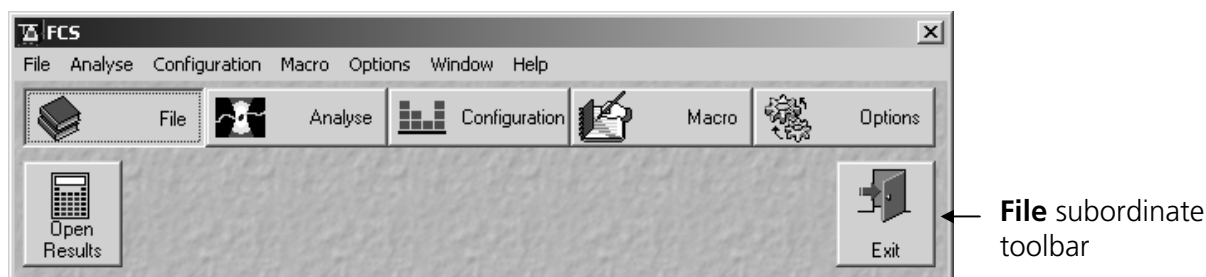 FCS
File Analyse Configuration Macro Options Window Help
File Analyse Configuration Macro Options
Open
Results
Exit
File subordinate
toolbar